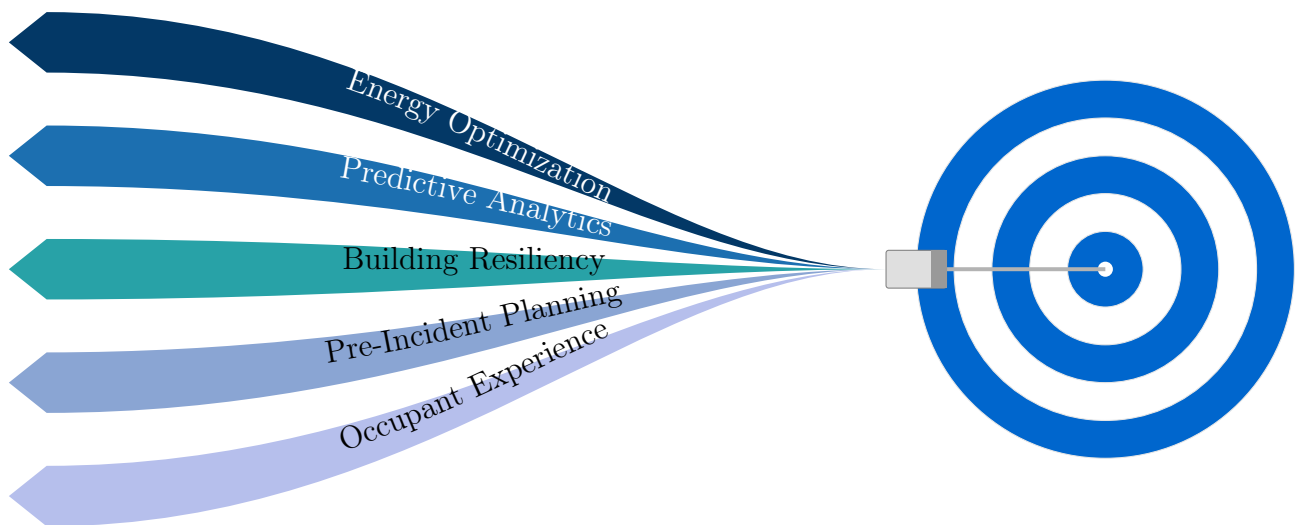 Energy Optimization
Predictive Analytics
Building Resiliency
Pre-Incident Planning
Occupant Experience